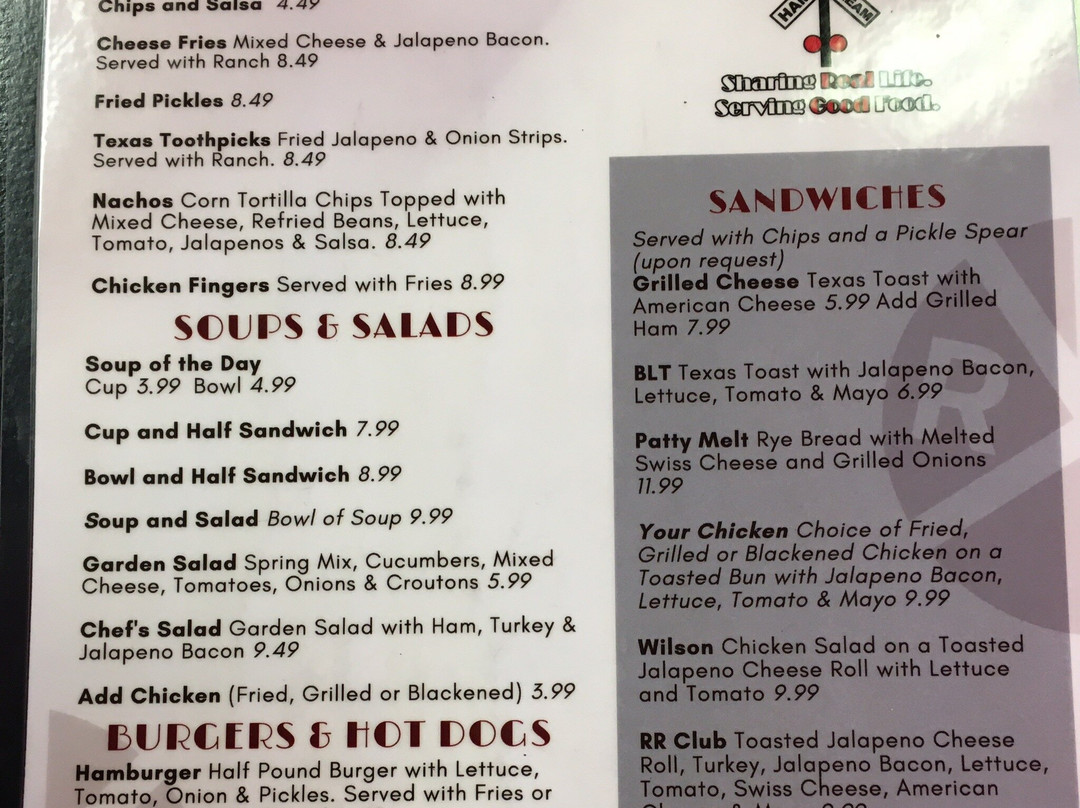 Chips and Salsa 4.49
Cheese Fries Mixed Cheese & Jalapeno Bacon.
Served with Ranch 8.49
Fried Pickles 8.49
Texas Toothpicks Fried Jalapeno & Onion Strips.
Served with Ranch. 8.49
Nachos Corn Tortilla Chips Topped with
Mixed Cheese, Refried Beans, Lettuce,
Tomato, Jalapenos & Salsa. 8.49
Chicken Fingers Served with Fries 8.99
SOUPS & SALADS
Soup of the Day
Cup 3.99 Bowl 4.99
Cup and Half Sandwich 7.99
Bowl and Half Sandwich 8.99
Soup and Salad Bowl of Soup 9.99
Garden Salad Spring Mix, Cucumbers, Mixed
Cheese, Tomatoes, Onions & Croutons 5.99
Chef's Salad Garden Salad with Ham, Turkey &
Jalapeno Bacon 9.49
Add Chicken (Fried, Grilled or Blackened) 3.99
BURGERS & HOT DOGS
Hamburger Half Pound Burger with Lettuce,
Tomato, Onion & Pickles. Served with Fries or
Sharing Real Life.
Serving Good Food.
SANDWICHES
Served with Chips and a Pickle Spear
(upon request)
Grilled Cheese Texas Toast with
American Cheese 5.99 Add Grilled
Ham 7.99
BLT Texas Toast with Jalapeno Bacon,
Lettuce, Tomato & Mayo 6.99
Patty Melt Rye Bread with Melted
Swiss Cheese and Grilled Onions
11.99
Your Chicken Choice of Fried,
Grilled or Blackened Chicken on a
Toasted Bun with Jalapeno Bacon,
Lettuce, Tomato & Mayo 9.99
Wilson Chicken Salad on a Toasted
Jalapeno Cheese Roll with Lettuce
and Tomato 9.99
RR Club Toasted Jalapeno Cheese
Roll, Turkey, Jalapeno Bacon, Lettuce,
Tomato, Swiss Cheese, American
R